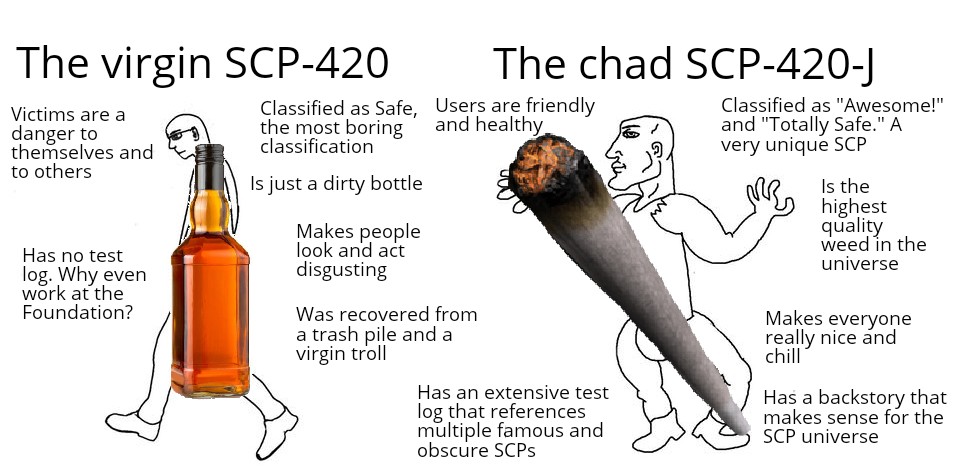 The virgin SCP-420
Victims are a
danger to
themselves and
to others
Classified as Safe,
the most boring
classification
Is just a dirty bottle
Makes people
look and act
disgusting
Has no test
log. Why even
work at the
Foundation?
Was recovered from
a trash pile and a
virgin troll
The chad SCP-420-J
Users are friendly
and healthy
Classified as "Awesome!"
and "Totally Safe." A
very unique SCP
Is the
highest
quality
weed in the
universe
Makes everyone
really nice and
chill
Has an extensive test
log that references
multiple famous and
obscure SCPs
Has a backstory that
makes sense for the
SCP universe